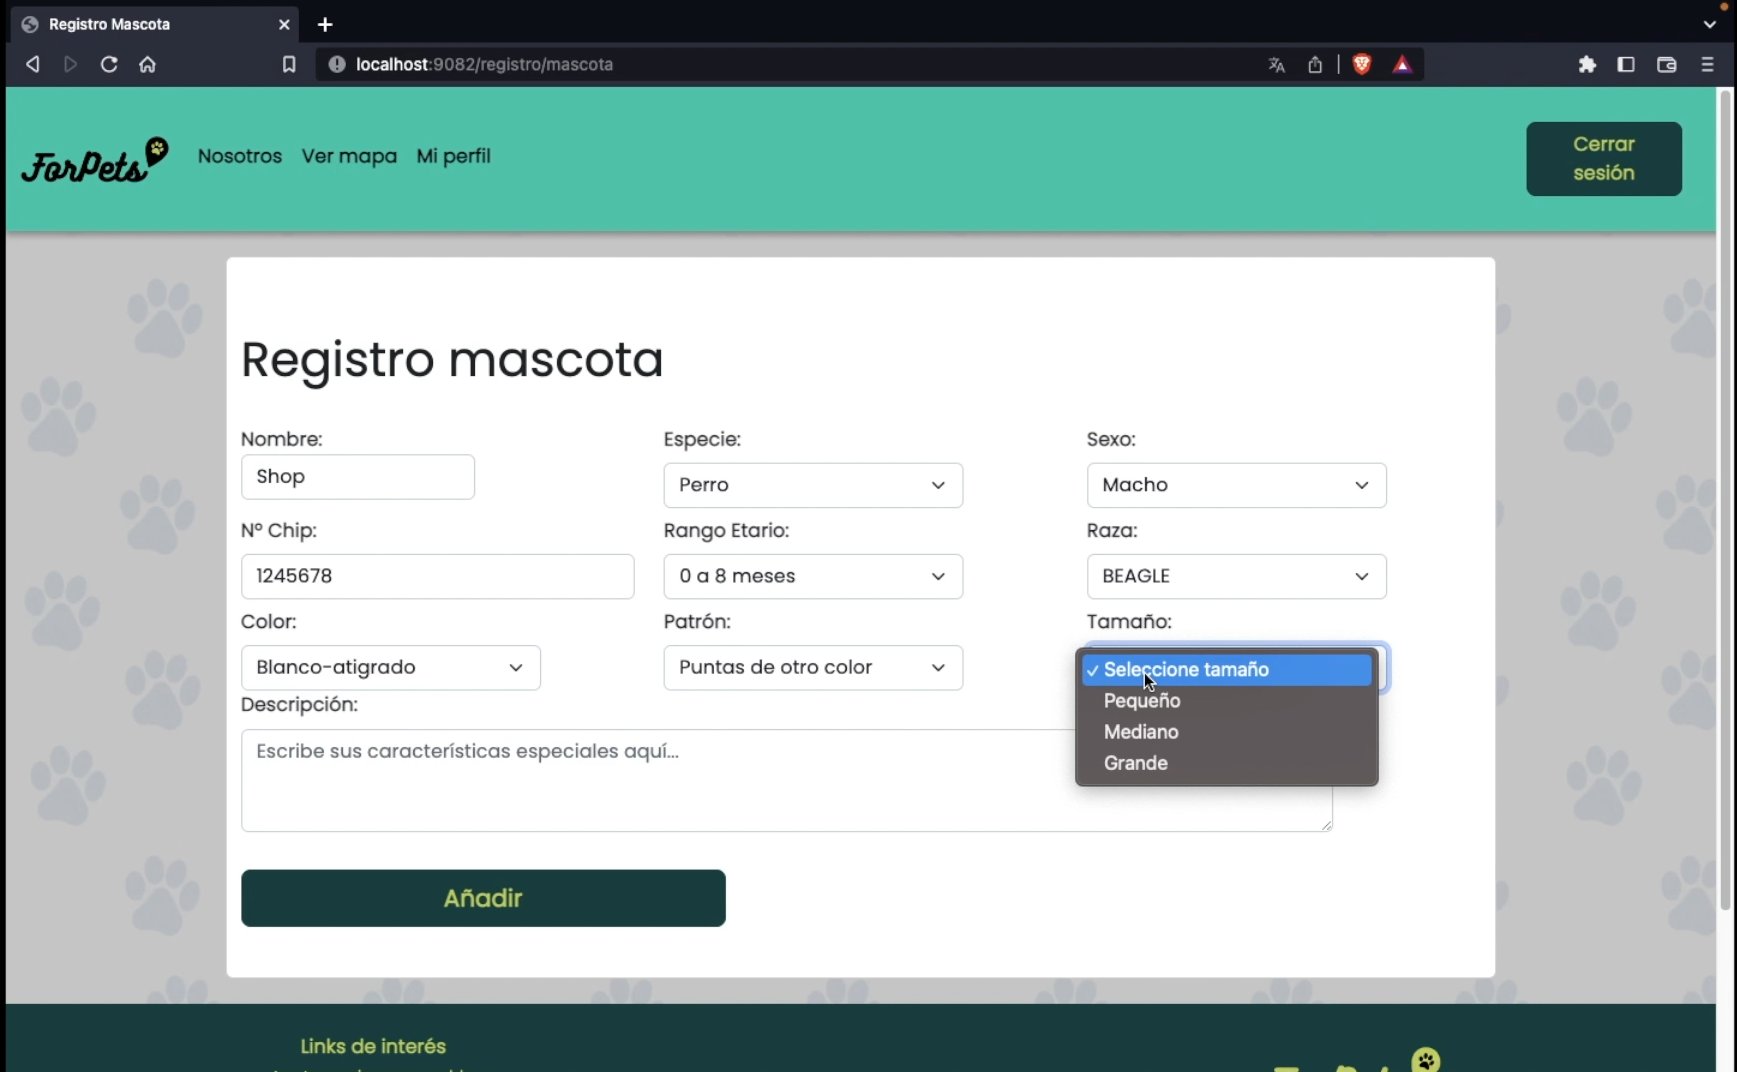 Registro Mascota
localhost:9082/registro/mascota
ForPets
Nosotros Ver mapa Mi perfil
Cerrar
sesión
Registro mascota
Nombre: Especie: Sexo:
Shop Perro Macho
Nº Chip: Rango Etario: Raza:
1245678 0 a 8 meses BEAGLE
Color: Patrón: Tamaño:
Blanco-atigrado Puntas de otro color
✓ Seleccione tamaño
Pequeño
Mediano
Grande
Descripción:
Escribe sus características especiales aquí...
Añadir
Links de interés